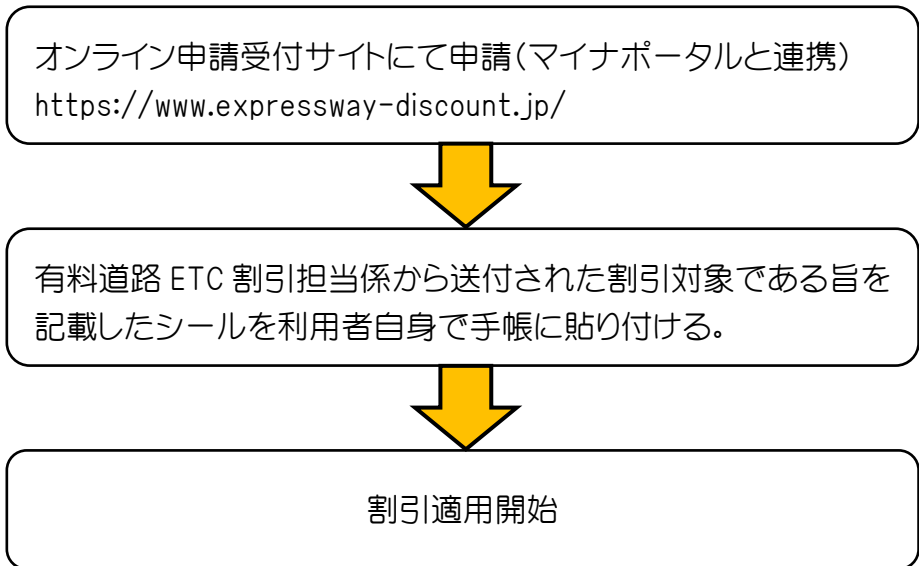 オンライン申請受付サイトにて申請（マイナポータルと連携）
https://www.expressway-discount.jp/
有料道路 ETC 割引担当係から送付された割引対象である旨を
記載したシールを利用者自身で手帳に貼り付ける。
割引適用開始